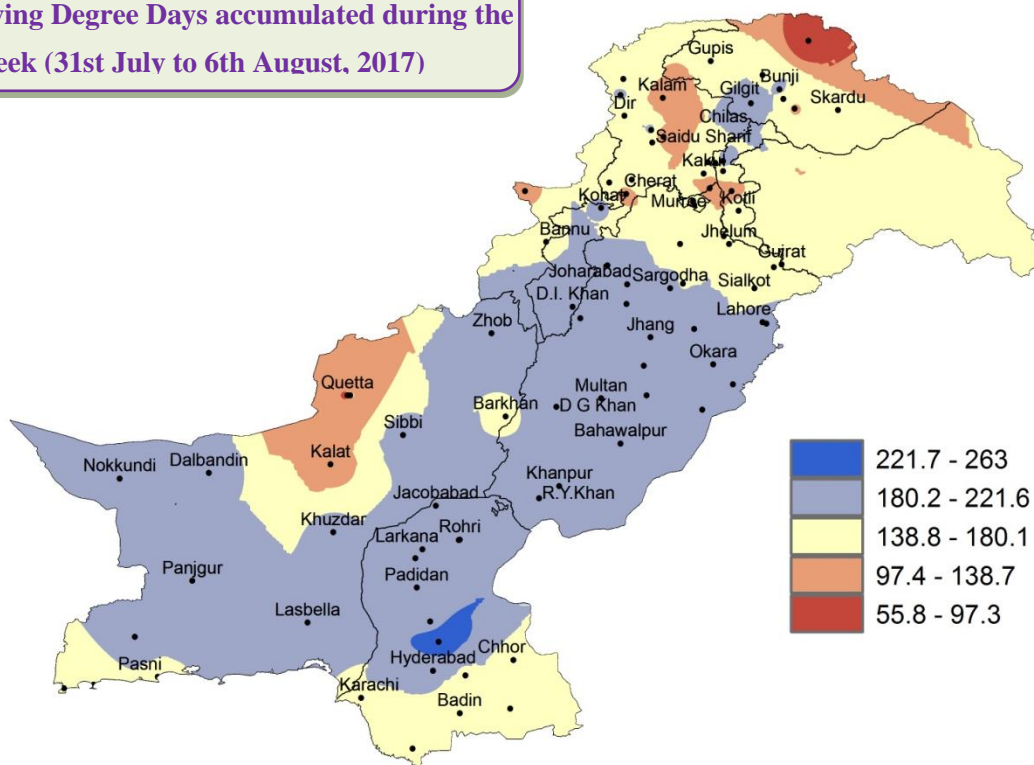 ving Degree Days accumulated during the
eek (31st July to 6th August, 2017)
Gupis
Kalam
Gilgit
Bunji
Skardu
Dir
Chilas
Saidu Sharif
Cherat
Kohat
Murree
Kotli
Bannu
Jhelum
Gujrat
Joharabad
Sargodha
Sialkot
D.I. Khan
Lahore
Zhob
Jhang
Okara
Quetta
Multan
Barkhan
D G Khan
Sibbi
Bahawalpur
Kalat
Nokkundi
Dalbandin
Khanpur
R.Y.Khan
Jacobabad
Khuzdar
Rohri
Larkana
Panjgur
Padidan
Lasbella
Hyderabad
Chhor
Pasni
Karachi
Badin
221.7 - 263
180.2 - 221.6
138.8 - 180.1
97.4 - 138.7
55.8 - 97.3